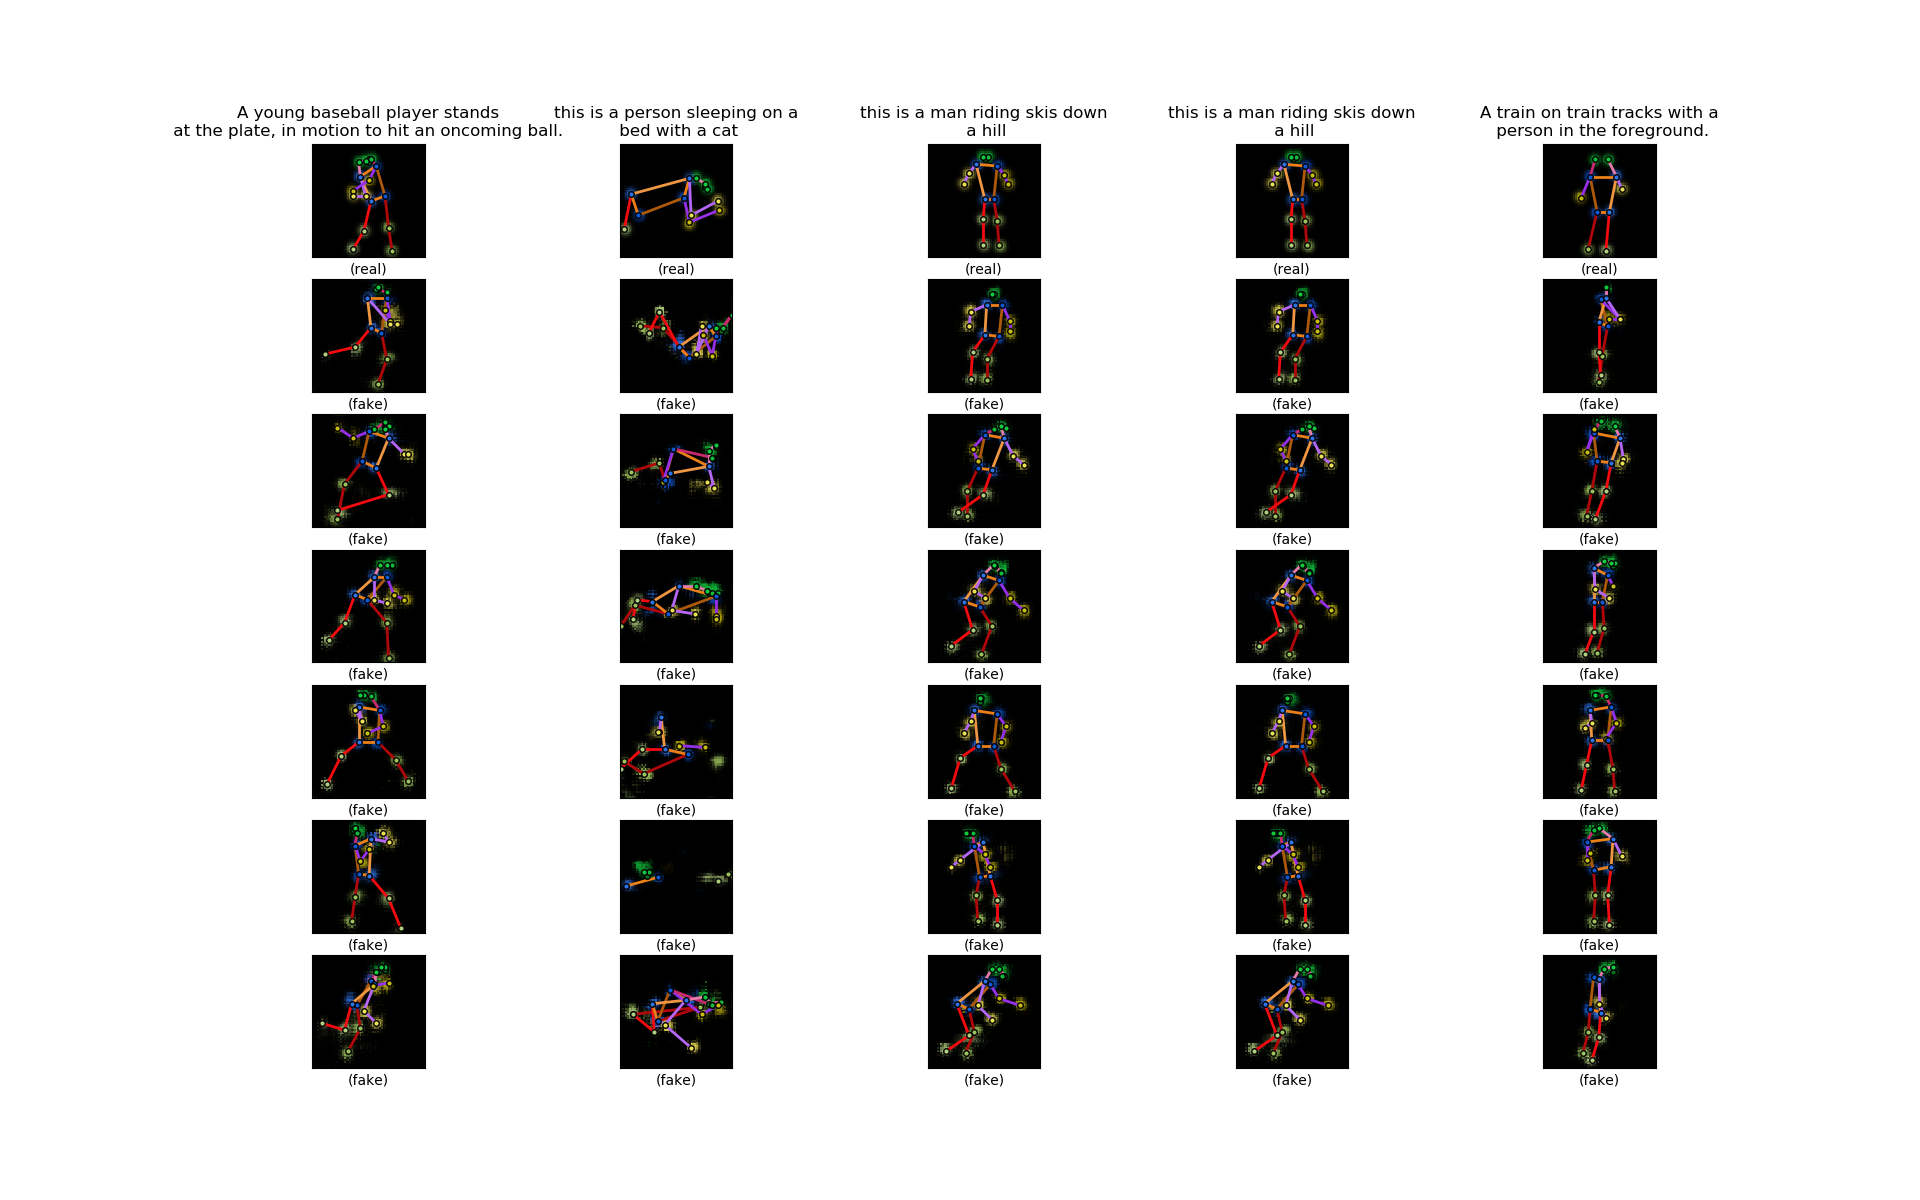 A young baseball player stands
at the plate, in motion to hit an oncoming ball.
this is a person sleeping on a
bed with a cat
this is a man riding skis down
a hill
this is a man riding skis down
a hill
A train on train tracks with a
person in the foreground.
(real) (real) (real) (real) (real)
(fake) (fake) (fake) (fake) (fake)
(fake) (fake) (fake) (fake) (fake)
(fake) (fake) (fake) (fake) (fake)
(fake) (fake) (fake) (fake) (fake)
(fake) (fake) (fake) (fake) (fake)
(fake) (fake) (fake) (fake) (fake)